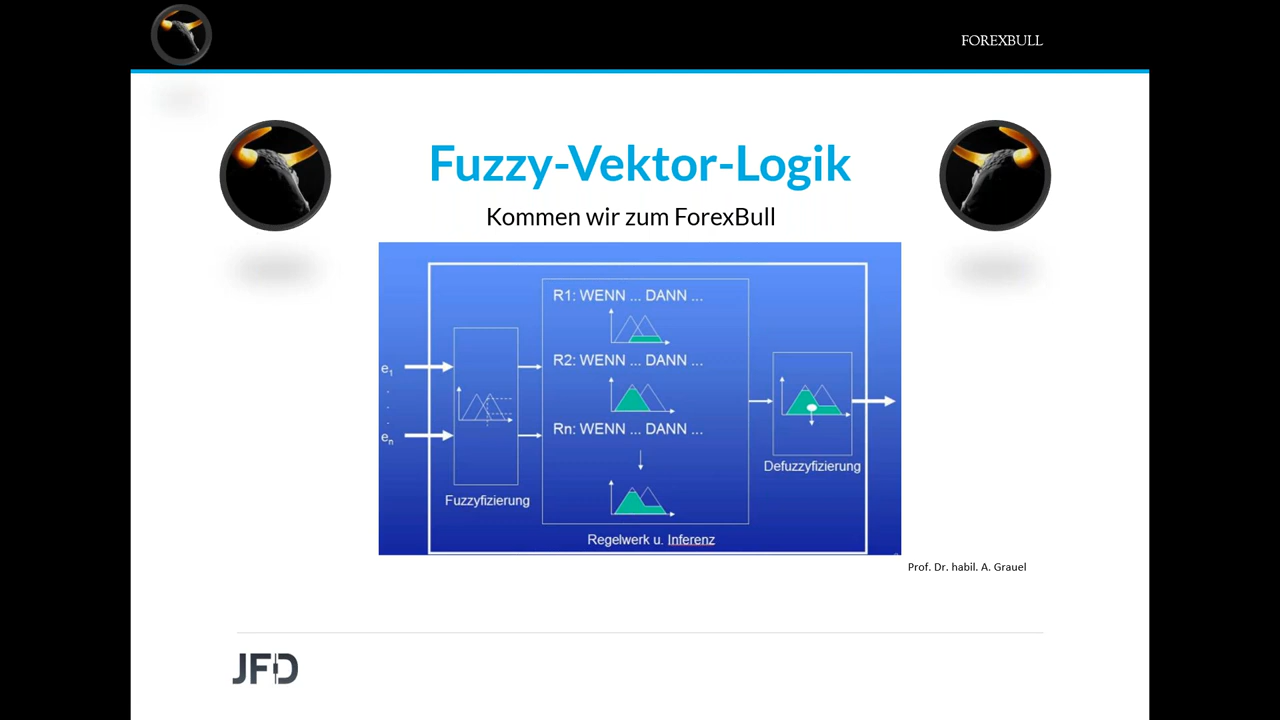 FOREXBULL
Fuzzy-Vektor-Logik
Kommen wir zum ForexBull
R1: WENN ... DANN ...
R2: WENN ... DANN ...
Rn: WENN ... DANN ...
e1
.
.
.
en
Fuzzyfizierung
Defuzzyfizierung
Regelwerk u. Inferenz
Prof. Dr. habil. A. Grauel
JFD